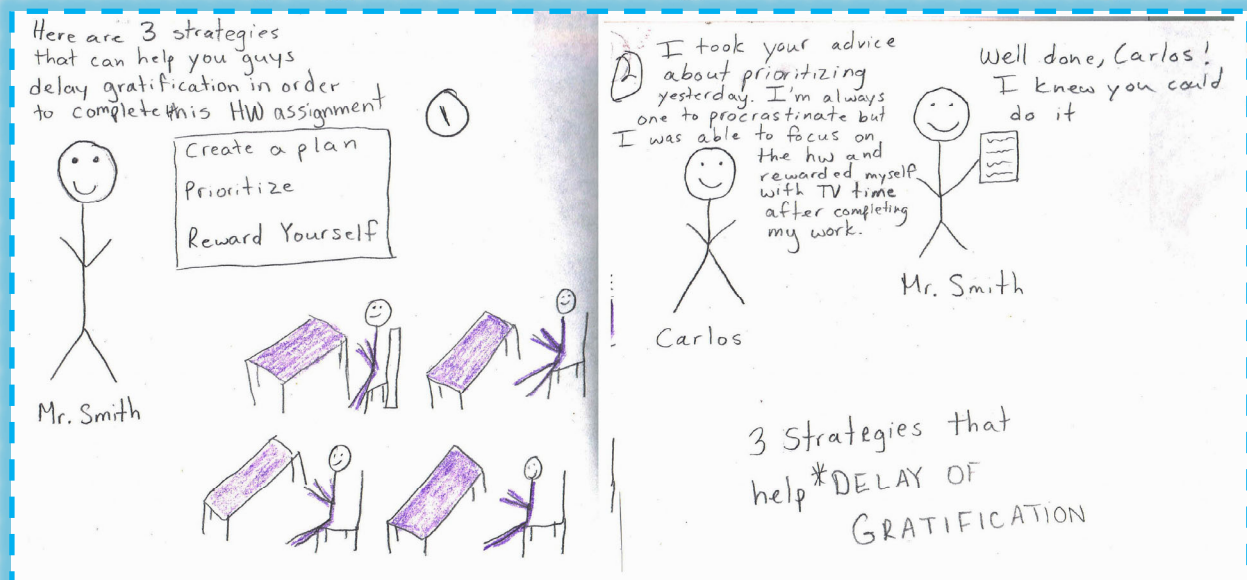 Here are 3 strategies
that can help you guys
delay gratification in order
to complete this HW assignment
1
Create a plan
Prioritize
Reward Yourself
Mr. Smith
2
I took your advice
about prioritizing
yesterday. I'm always
one to procrastinate but
I was able to focus on
the hw and
rewarded myself
with TV time
after completing
my work.
Well done, Carlos!
I knew you could
do it
Carlos
Mr. Smith
3 Strategies that
help *DELAY OF
GRATIFICATION